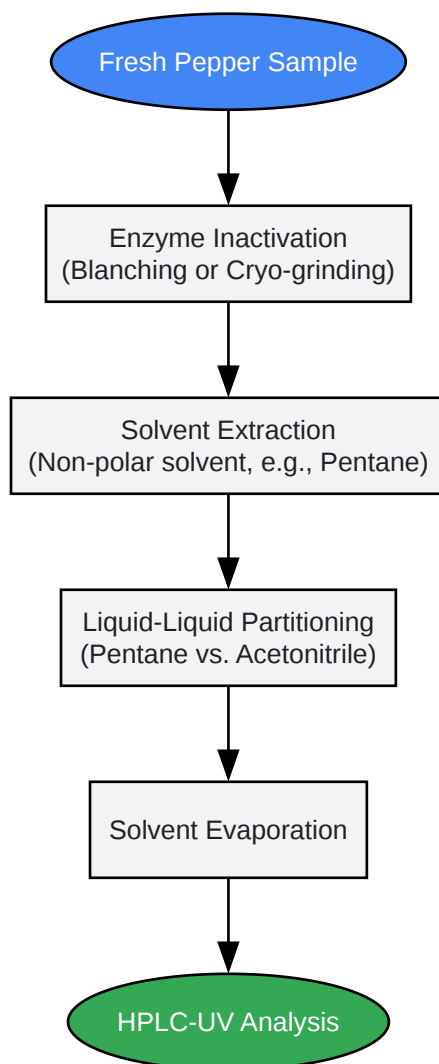 Fresh Pepper Sample
Enzyme Inactivation
(Blanching or Cryo-grinding)
Solvent Extraction
(Non-polar solvent, e.g., Pentane)
Liquid-Liquid Partitioning
(Pentane vs. Acetonitrile)
Solvent Evaporation
HPLC-UV Analysis